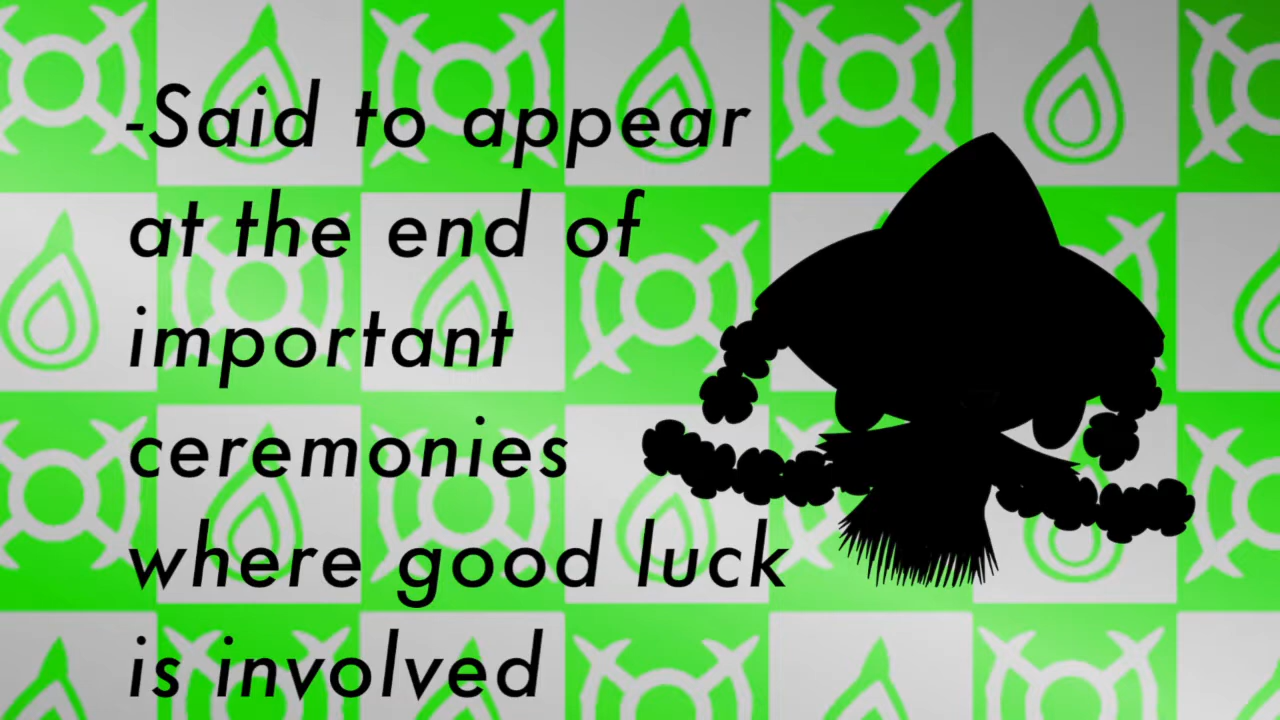 -Said to appear
at the end of
important
ceremonies
where good luck
is involved